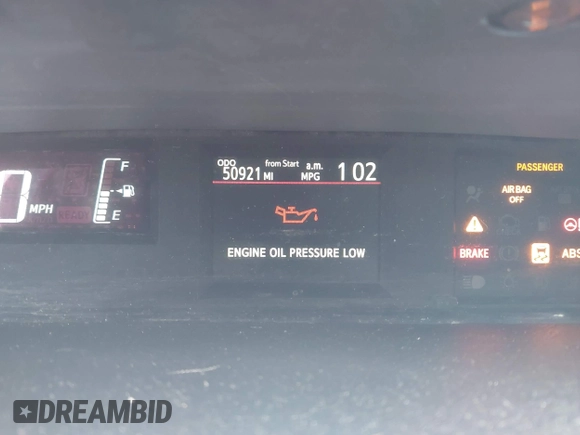 ODO
50921 MI
from Start
a.m.
MPG
1 02
F
E
0 MPH
ENGINE OIL PRESSURE LOW
PASSENGER
AIR BAG
OFF
BRAKE
ABS
DREAMBID